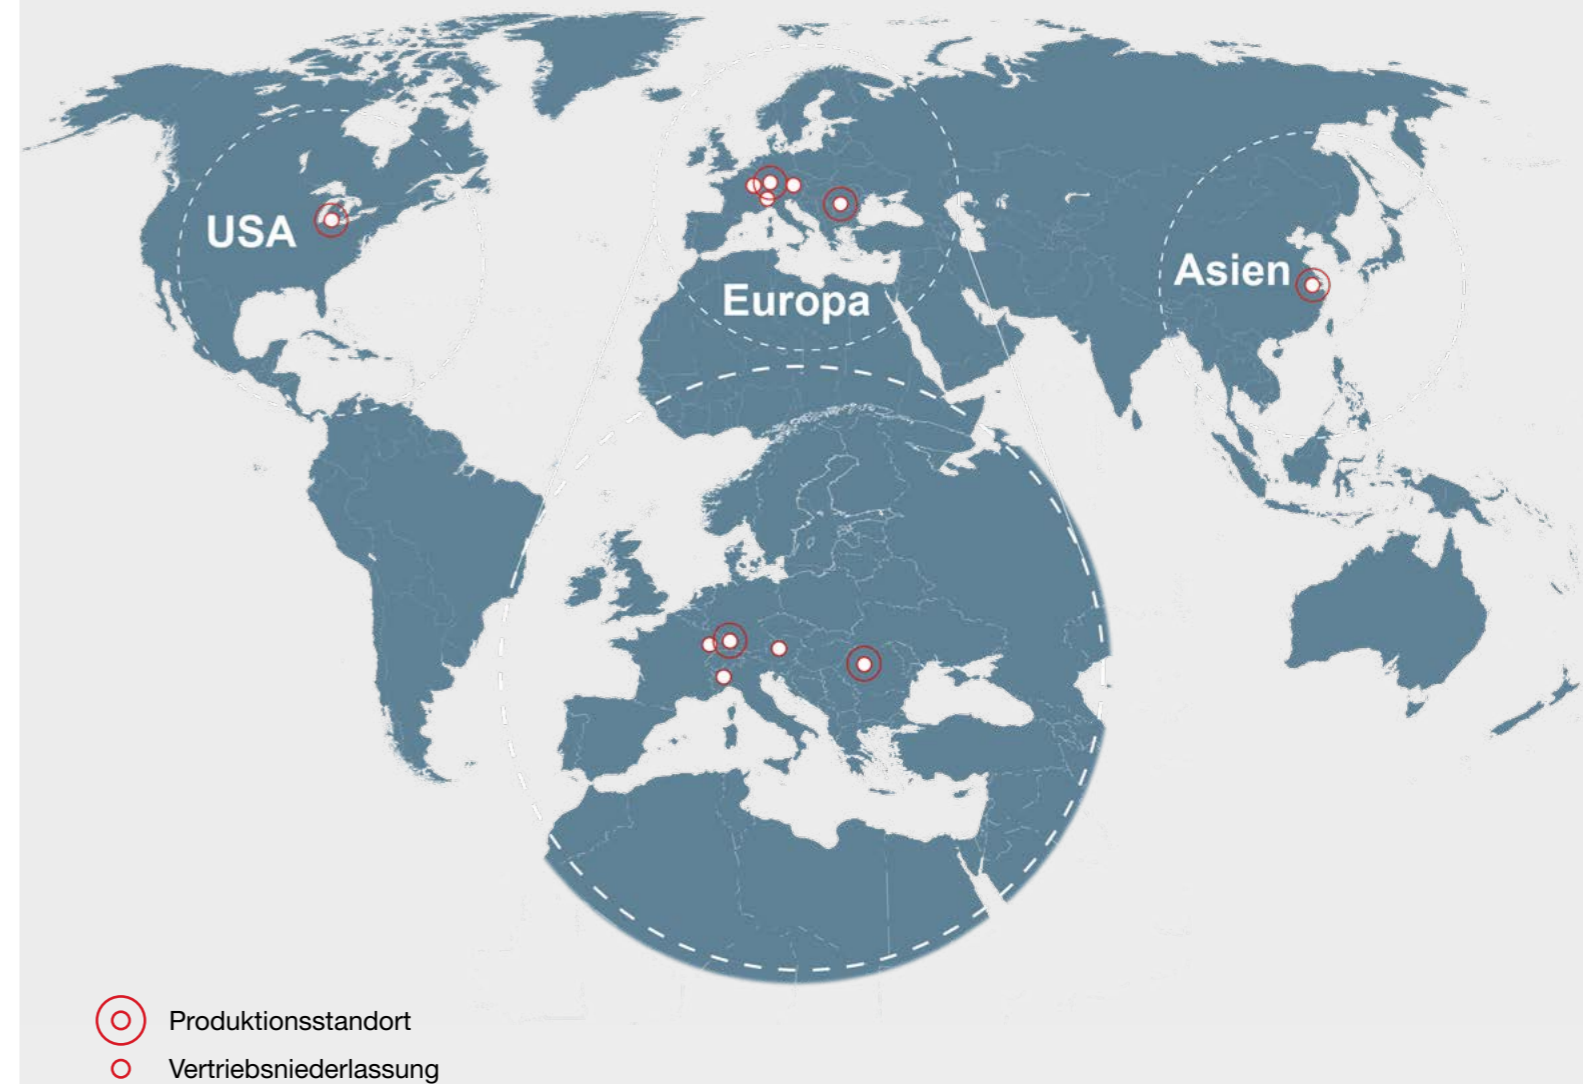 USA
Europa
Asien
Produktionsstandort
Vertriebsniederlassung